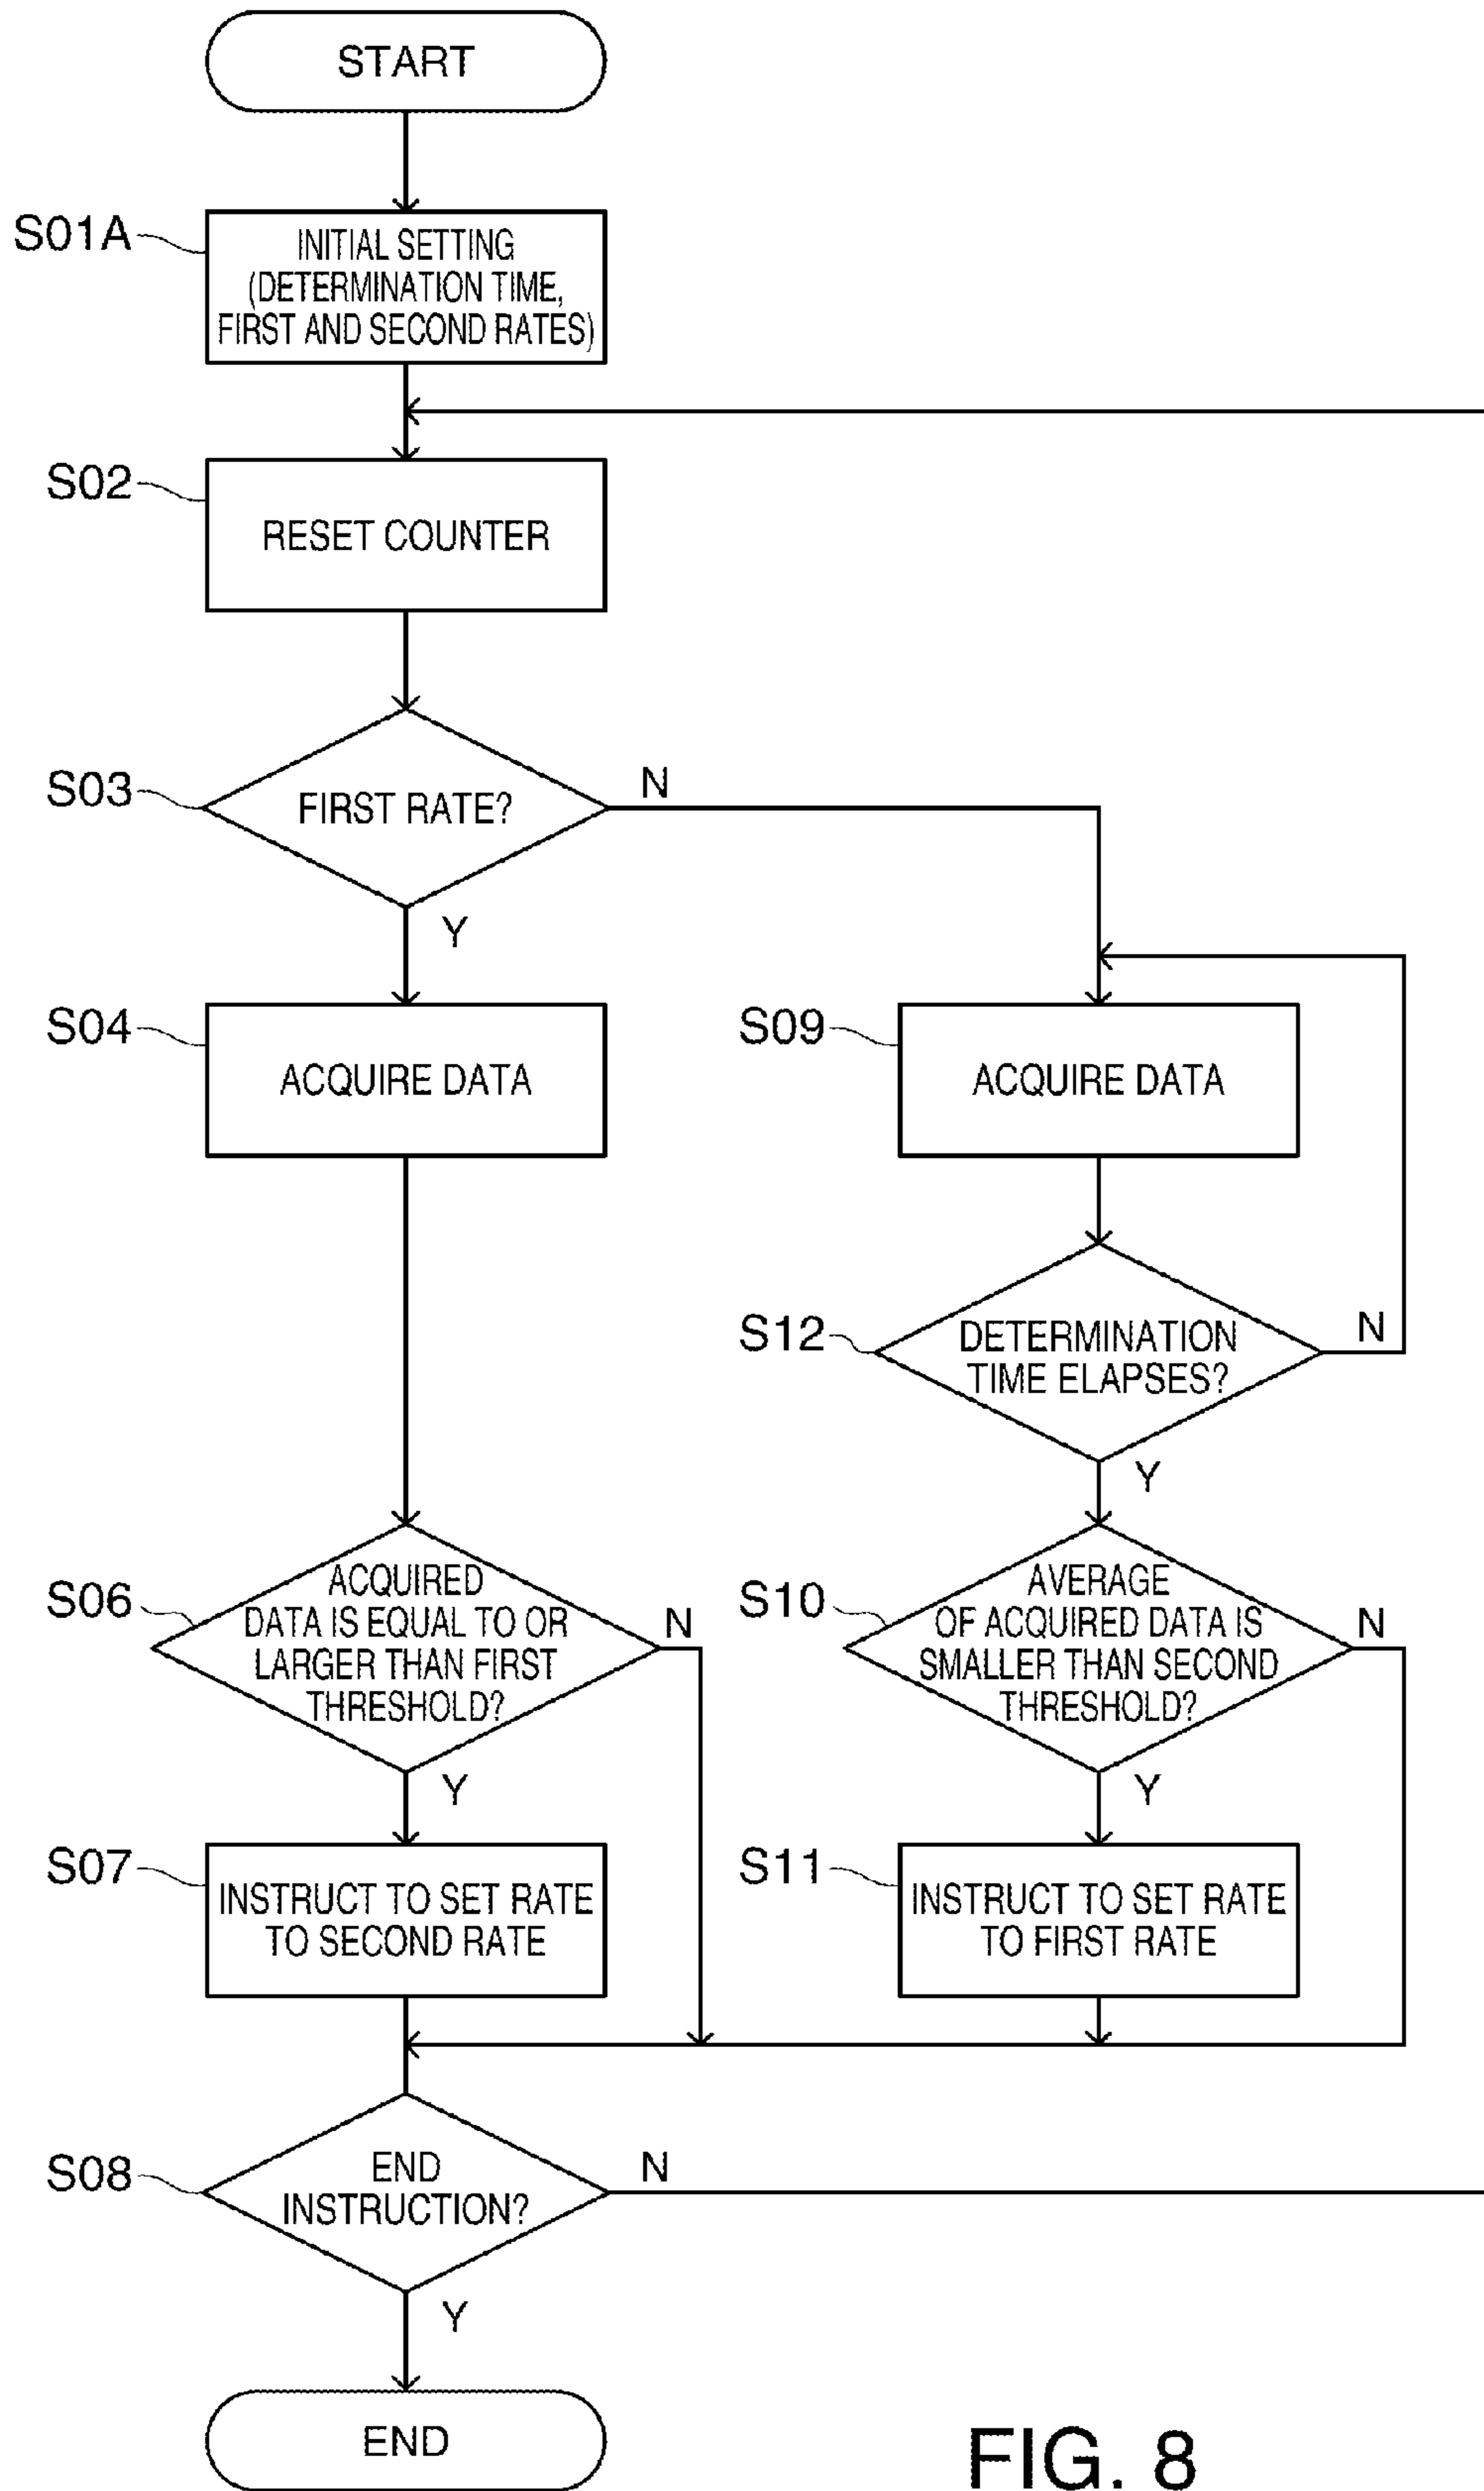 START
S01A
INITIAL SETTING
(DETERMINATION TIME,
FIRST AND SECOND RATES)
S02
RESET COUNTER
S03
FIRST RATE?
N
Y
S04
ACQUIRE DATA
S09
ACQUIRE DATA
S12
DETERMINATION
TIME ELAPSES?
N
Y
S06
ACQUIRED
DATA IS EQUAL TO OR
LARGER THAN FIRST
THRESHOLD?
N
Y
S10
AVERAGE
OF ACQUIRED DATA IS
SMALLER THAN SECOND
THRESHOLD?
N
Y
S07
INSTRUCT TO SET RATE
TO SECOND RATE
S11
INSTRUCT TO SET RATE
TO FIRST RATE
S08
END
INSTRUCTION?
N
Y
END
FIG. 8